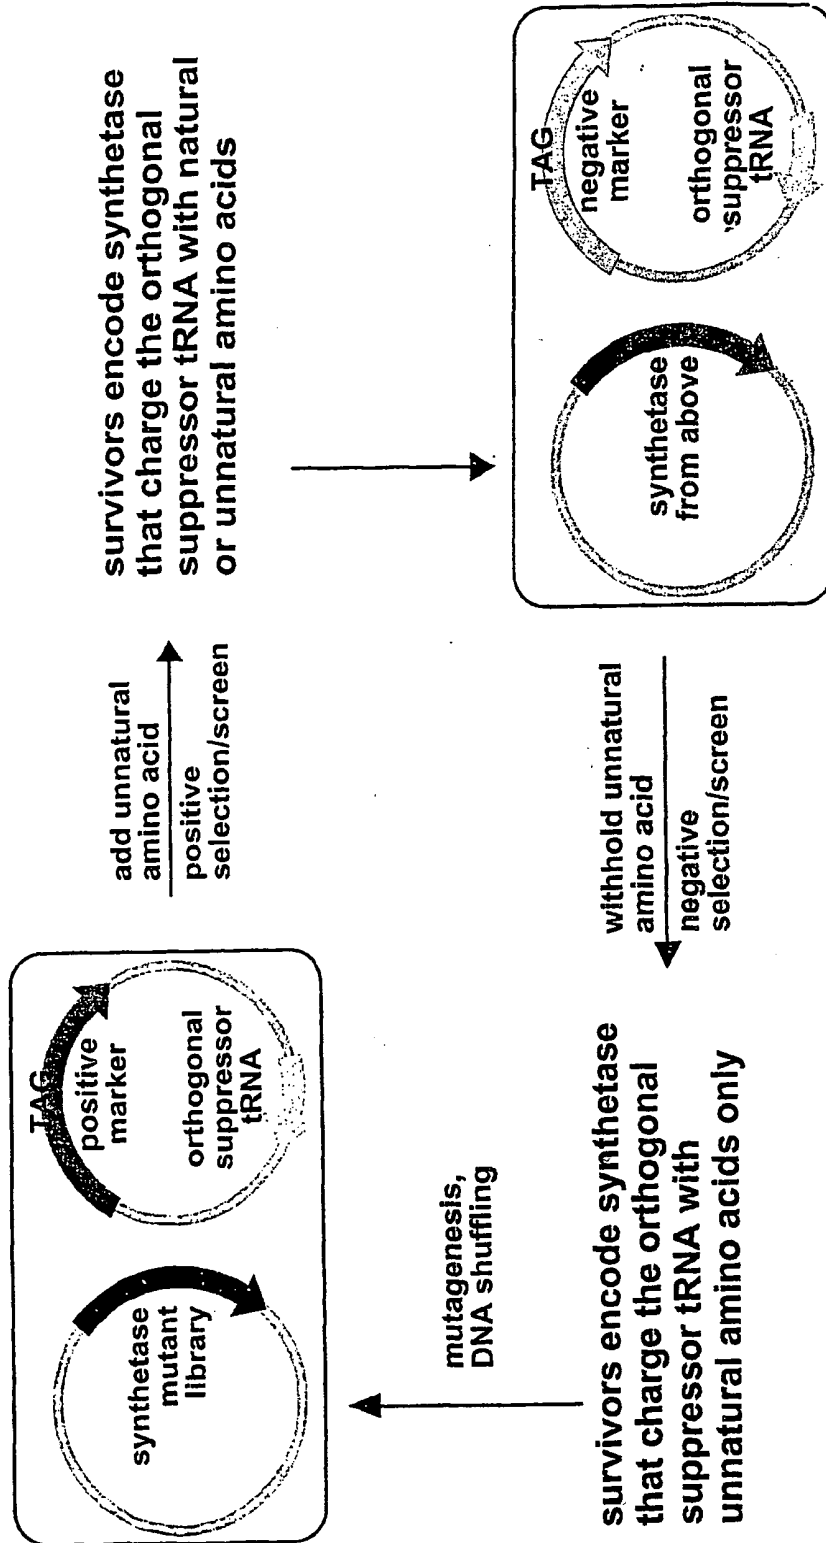 synthetase
mutant
library
TAG
positive
marker
orthogonal
suppressor
tRNA
add unnatural
amino acid
positive
selection/screen
survivors encode synthetase
that charge the orthogonal
suppressor tRNA with natural
or unnatural amino acids
synthetase
from above
TAG
negative
marker
orthogonal
suppressor
tRNA
withhold unnatural
amino acid
negative
selection/screen
survivors encode synthetase
that charge the orthogonal
suppressor tRNA with
unnatural amino acids only
mutagenesis,
DNA shuffling